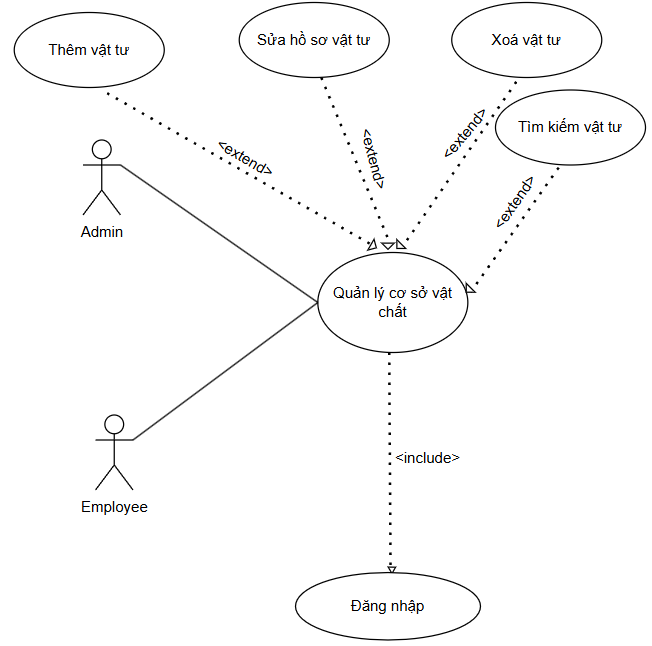 Thêm vật tư
Sửa hồ sơ vật tư
Xoá vật tư
Tìm kiếm vật tư
<extend>
<extend>
<extend>
<extend>
Admin
Quản lý cơ sở vật
chất
Employee
<include>
Đăng nhập